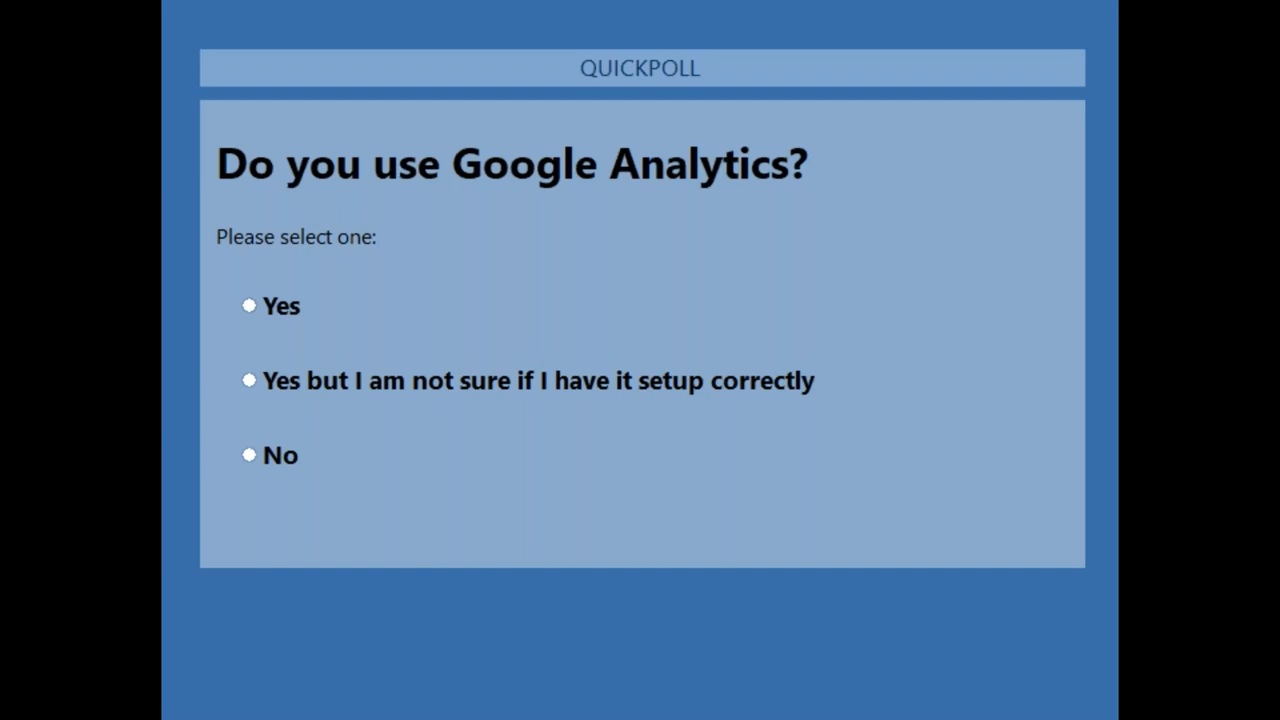 QUICKPOLL
Do you use Google Analytics?
Please select one:
Yes
Yes but I am not sure if I have it setup correctly
No